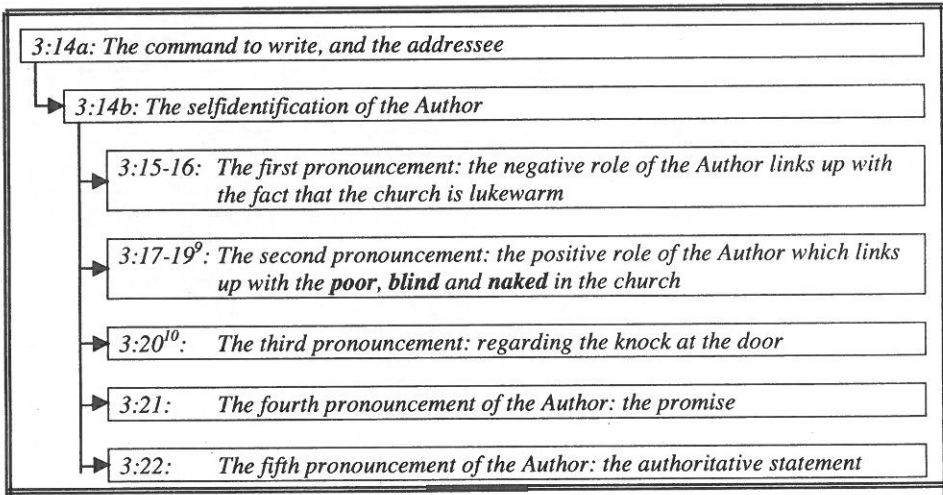 3:14a: The command to write, and the addressee
3:14b: The selfidentification of the Author
3:15-16: The first pronouncement: the negative role of the Author links up with
the fact that the church is lukewarm
3:17-19⁹: The second pronouncement: the positive role of the Author which links
up with the poor, blind and naked in the church
3:20¹⁰: The third pronouncement: regarding the knock at the door
3:21: The fourth pronouncement of the Author: the promise
3:22: The fifth pronouncement of the Author: the authoritative statement